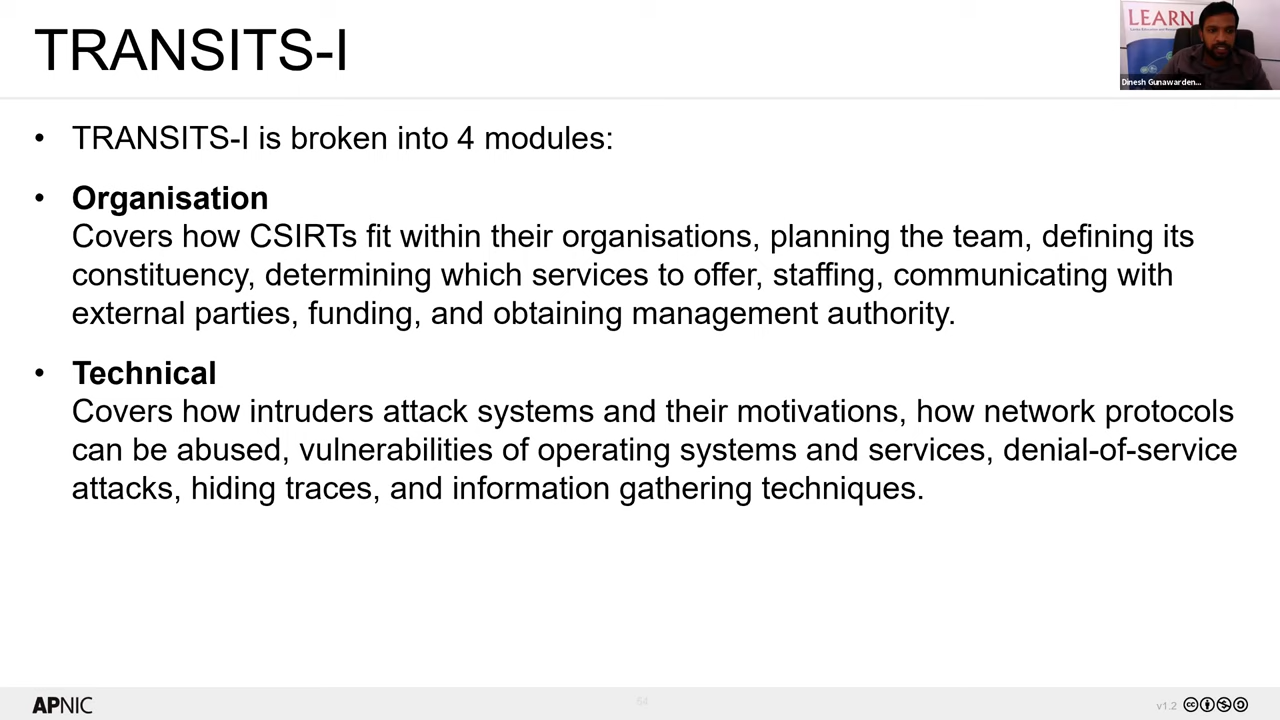 TRANSITS-I
LEARN
Dinesh Gunawarden...
• TRANSITS-I is broken into 4 modules:
• Organisation
Covers how CSIRTs fit within their organisations, planning the team, defining its
constituency, determining which services to offer, staffing, communicating with
external parties, funding, and obtaining management authority.
• Technical
Covers how intruders attack systems and their motivations, how network protocols
can be abused, vulnerabilities of operating systems and services, denial-of-service
attacks, hiding traces, and information gathering techniques.
APNIC
64
v1.2